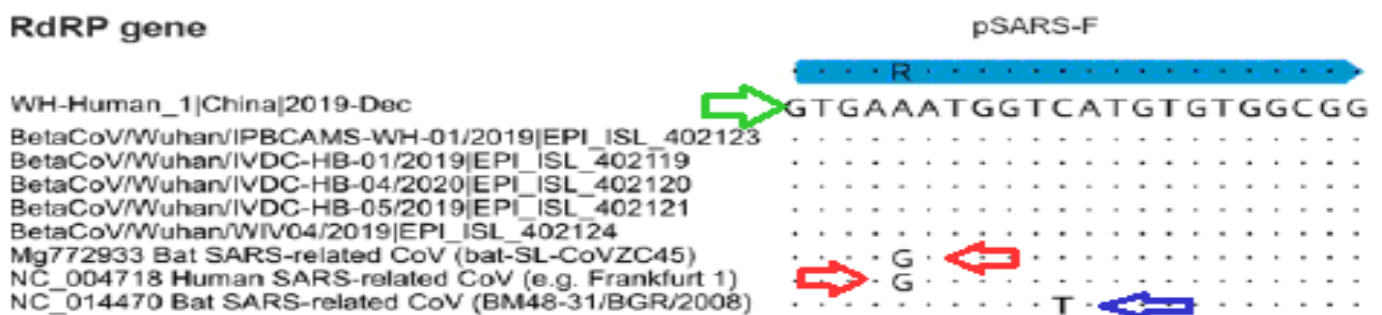 RdRP gene pSARS-F
R
WH-Human_1|China|2019-Dec GTGAAATGGTCATGTGTGGCGG
BetaCoV/Wuhan/IPBCAMS-WH-01/2019|EPI_ISL_402123
BetaCoV/Wuhan/IVDC-HB-01/2019|EPI_ISL_402119
BetaCoV/Wuhan/IVDC-HB-04/2020|EPI_ISL_402120
BetaCoV/Wuhan/IVDC-HB-05/2019|EPI_ISL_402121
BetaCoV/Wuhan/WIV04/2019|EPI_ISL_402124
Mg772933 Bat SARS-related CoV (bat-SL-CoVZC45) G
NC_004718 Human SARS-related CoV (e.g. Frankfurt 1) G
NC_014470 Bat SARS-related CoV (BM48-31/BGR/2008) T